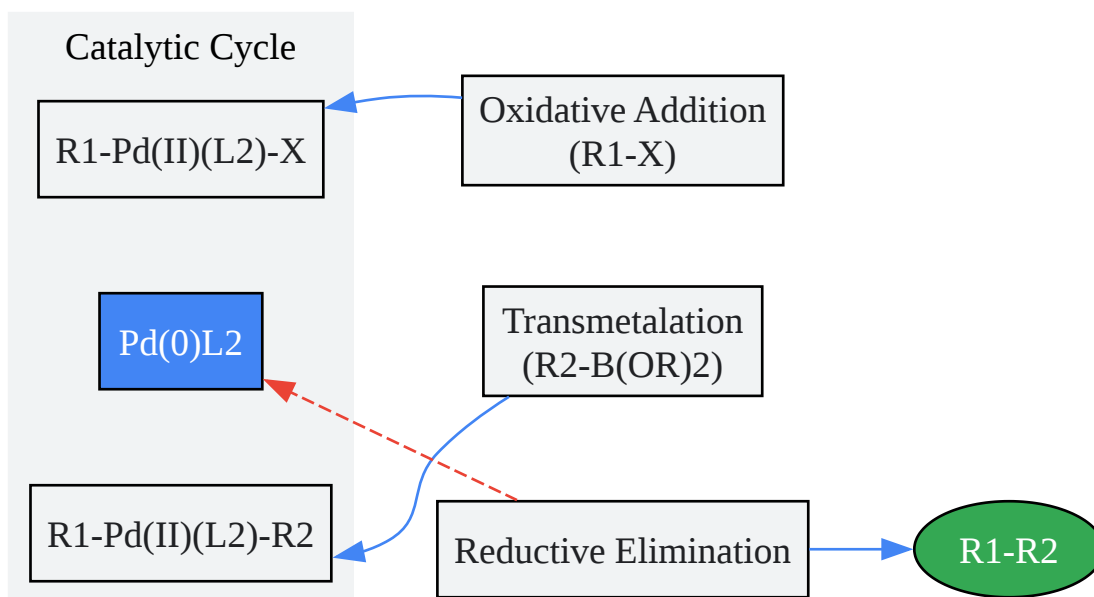 Catalytic Cycle
R1-Pd(II)(L2)-X
Oxidative Addition
(R1-X)
Pd(0)L2
Transmetalation
(R2-B(OR)2)
R1-Pd(II)(L2)-R2
Reductive Elimination
R1-R2